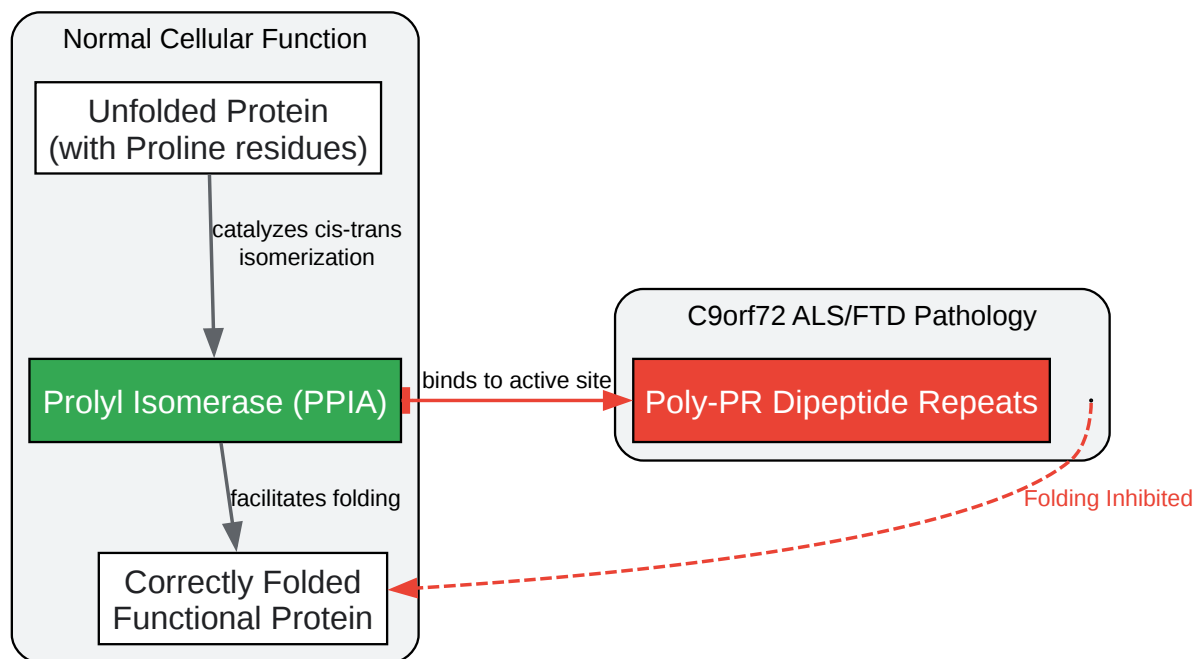 Normal Cellular Function
Unfolded Protein
(with Proline residues)
catalyzes cis-trans
isomerization
Prolyl Isomerase (PPIA)
facilitates folding
Correctly Folded
Functional Protein
binds to active site
C9orf72 ALS/FTD Pathology
Poly-PR Dipeptide Repeats
Folding Inhibited